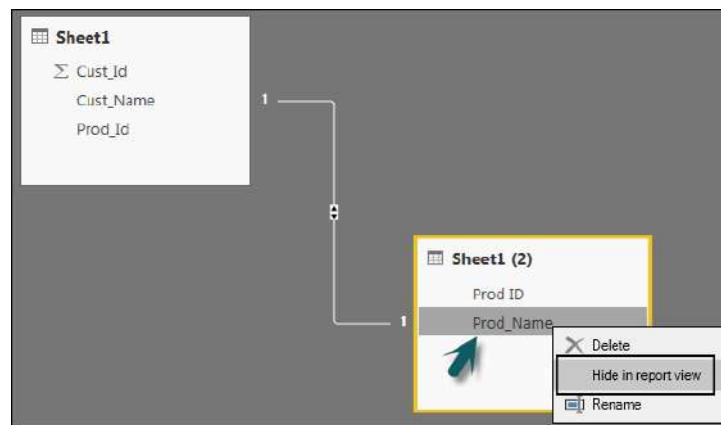 Sheet1
Σ Cust_Id
Cust_Name
Prod_Id
1
1
Sheet1 (2)
Prod ID
Prod_Name
Delete
Hide in report view
Rename